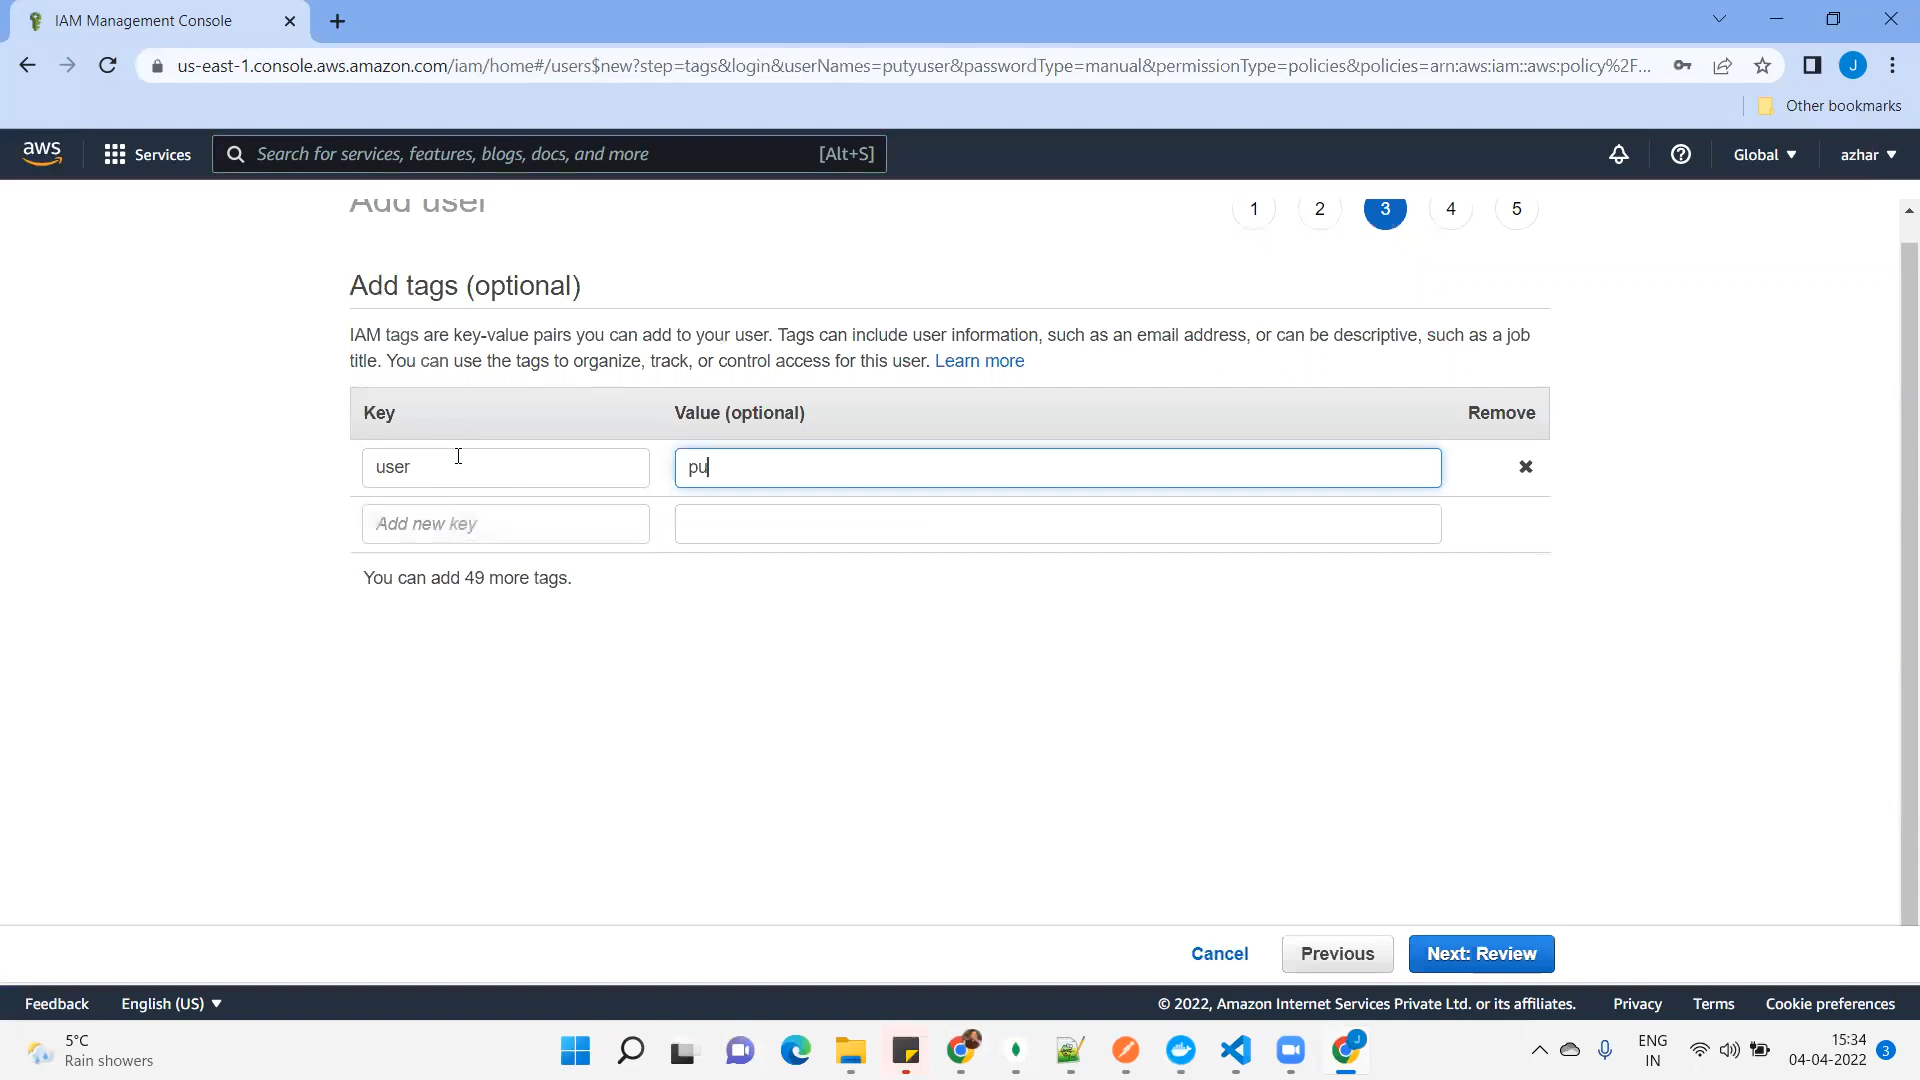 IAM Management Console
us-east-1.console.aws.amazon.com/iam/home#/users$new?step=tags&login&userNames=putyuser&passwordType=manual&permissionType=policies&policies=arn:aws:iam::aws:policy%2F...
J
Other bookmarks
aws
Services
Search for services, features, blogs, docs, and more
[Alt+S]
Global
azhar
Add user
1 2 3 4 5
Add tags (optional)
IAM tags are key-value pairs you can add to your user. Tags can include user information, such as an email address, or can be descriptive, such as a job
title. You can use the tags to organize, track, or control access for this user. Learn more
Key Value (optional) Remove
user pu
Add new key
You can add 49 more tags.
Cancel Previous Next: Review
Feedback English (US) © 2022, Amazon Internet Services Private Ltd. or its affiliates. Privacy Terms Cookie preferences
5°C
Rain showers
J
ENG
IN
15:34
04-04-2022
3